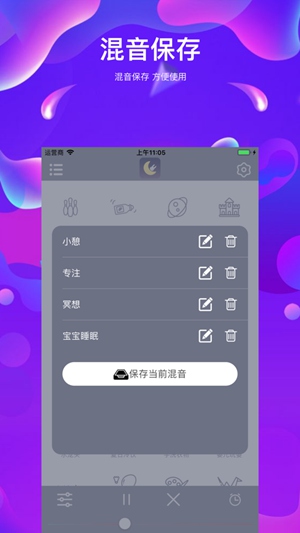 混音保存
混音保存 方便使用
运营商
上午11:05
小憩
专注
冥想
宝宝睡眠
保存当前混音